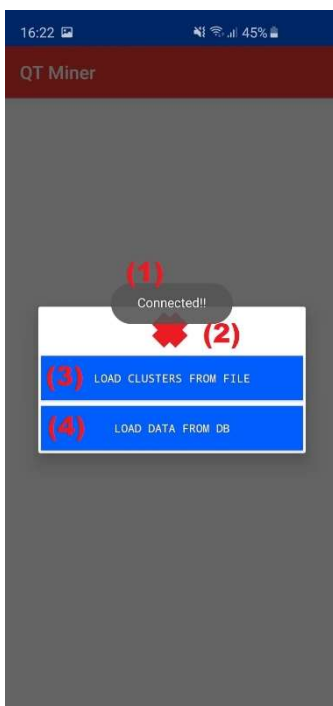 16:22 45%
QT Miner
(1)
Connected!!
(2)
(3) LOAD CLUSTERS FROM FILE
(4) LOAD DATA FROM DB